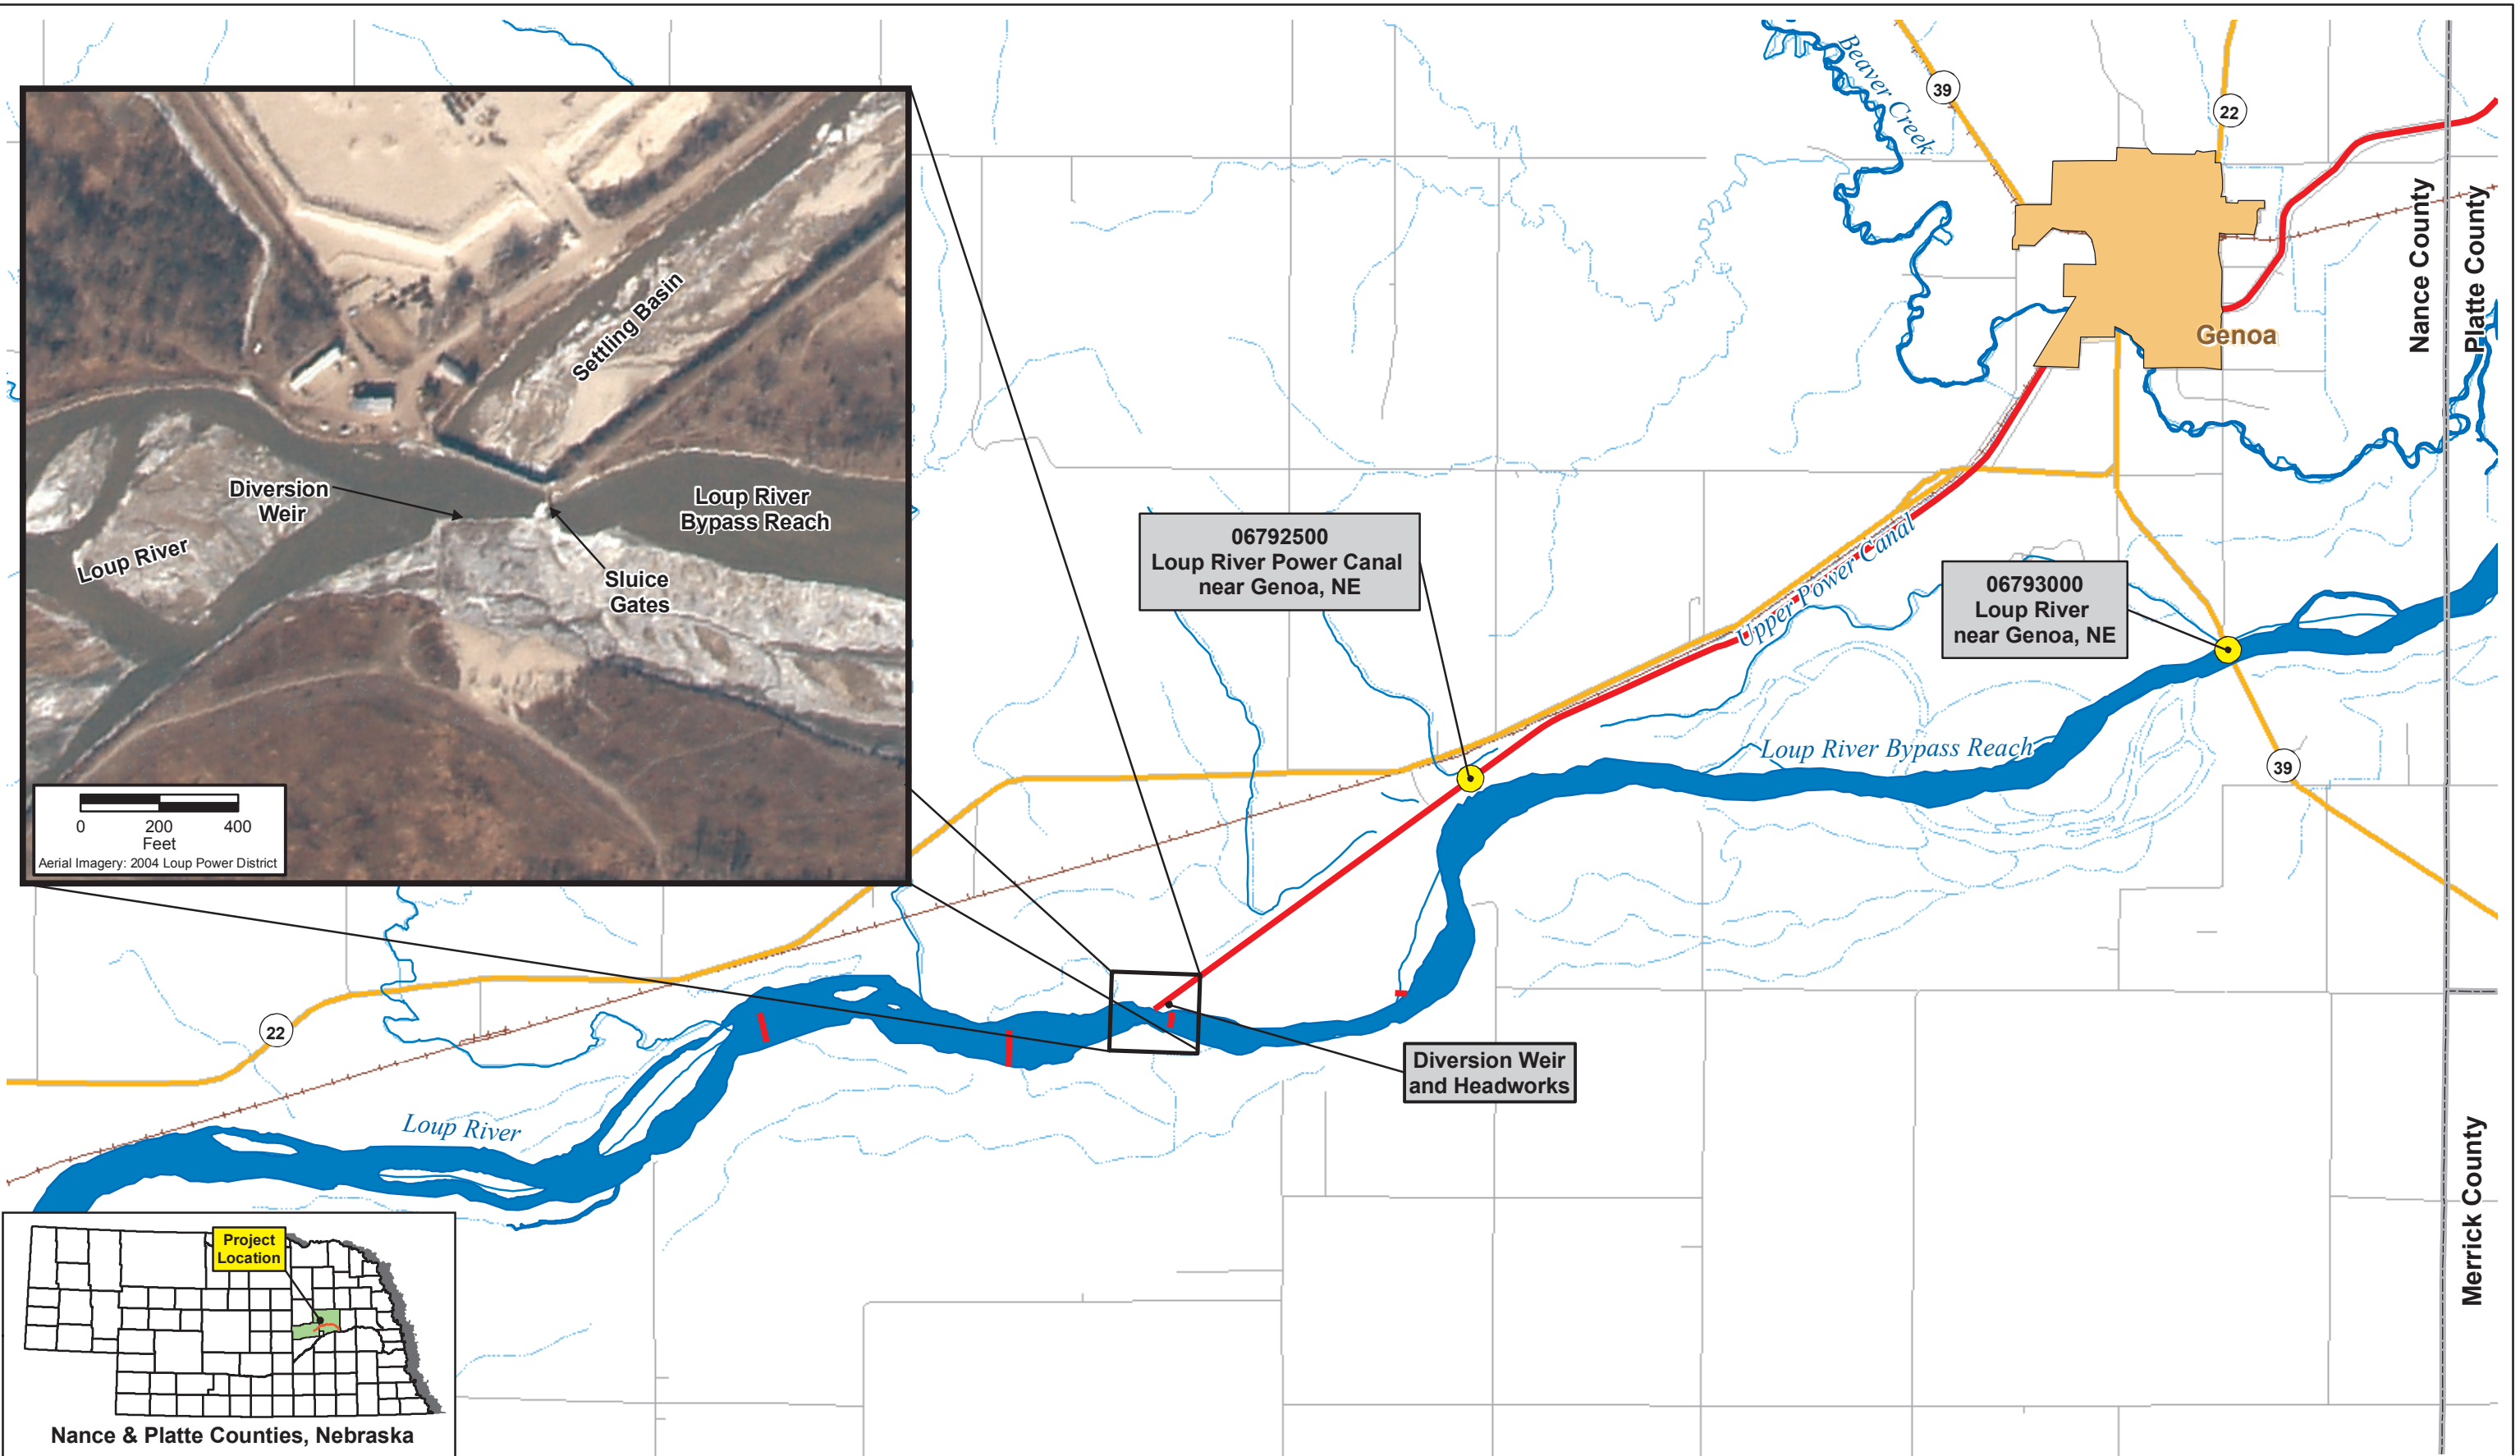 Beaver Creek
39
22
Nance County
Platte County
Genoa
Settling Basin
Diversion
Weir
Loup River
Bypass Reach
Loup River
Sluice
Gates
0 200 400
Feet
Aerial Imagery: 2004 Loup Power District
06792500
Loup River Power Canal
near Genoa, NE
Upper Power Canal
06793000
Loup River
near Genoa, NE
Loup River Bypass Reach
39
22
Diversion Weir
and Headworks
Loup River
Merrick County
Project
Location
Nance & Platte Counties, Nebraska